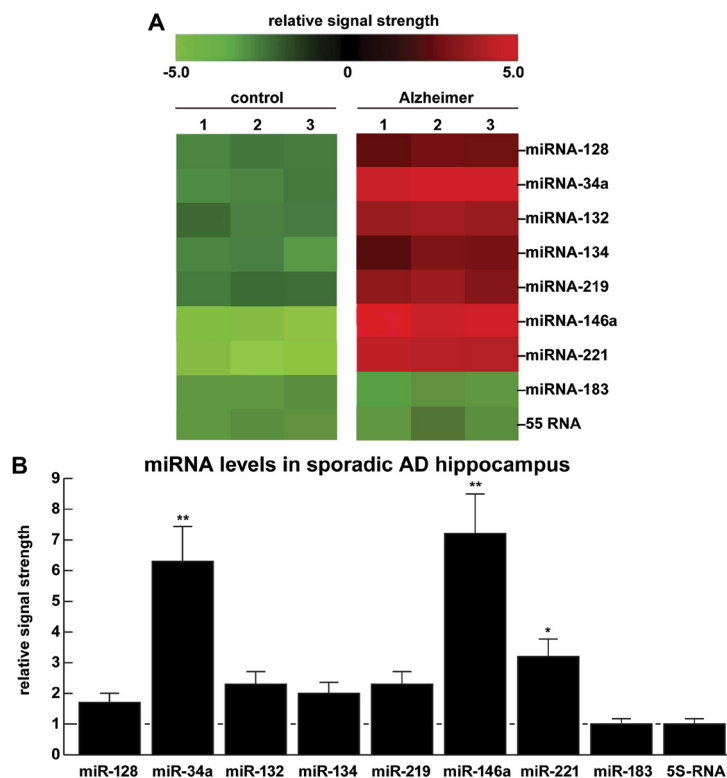 A
relative signal strength
-5.0 0 5.0
control Alzheimer
1 2 3 1 2 3
miRNA-128
miRNA-34a
miRNA-132
miRNA-134
miRNA-219
miRNA-146a
miRNA-221
miRNA-183
55 RNA
B
miRNA levels in sporadic AD hippocampus
relative signal strength
9
8
7
6
5
4
3
2
1
0
**
**
*
miR-128 miR-34a miR-132 miR-134 miR-219 miR-146a miR-221 miR-183 5S-RNA